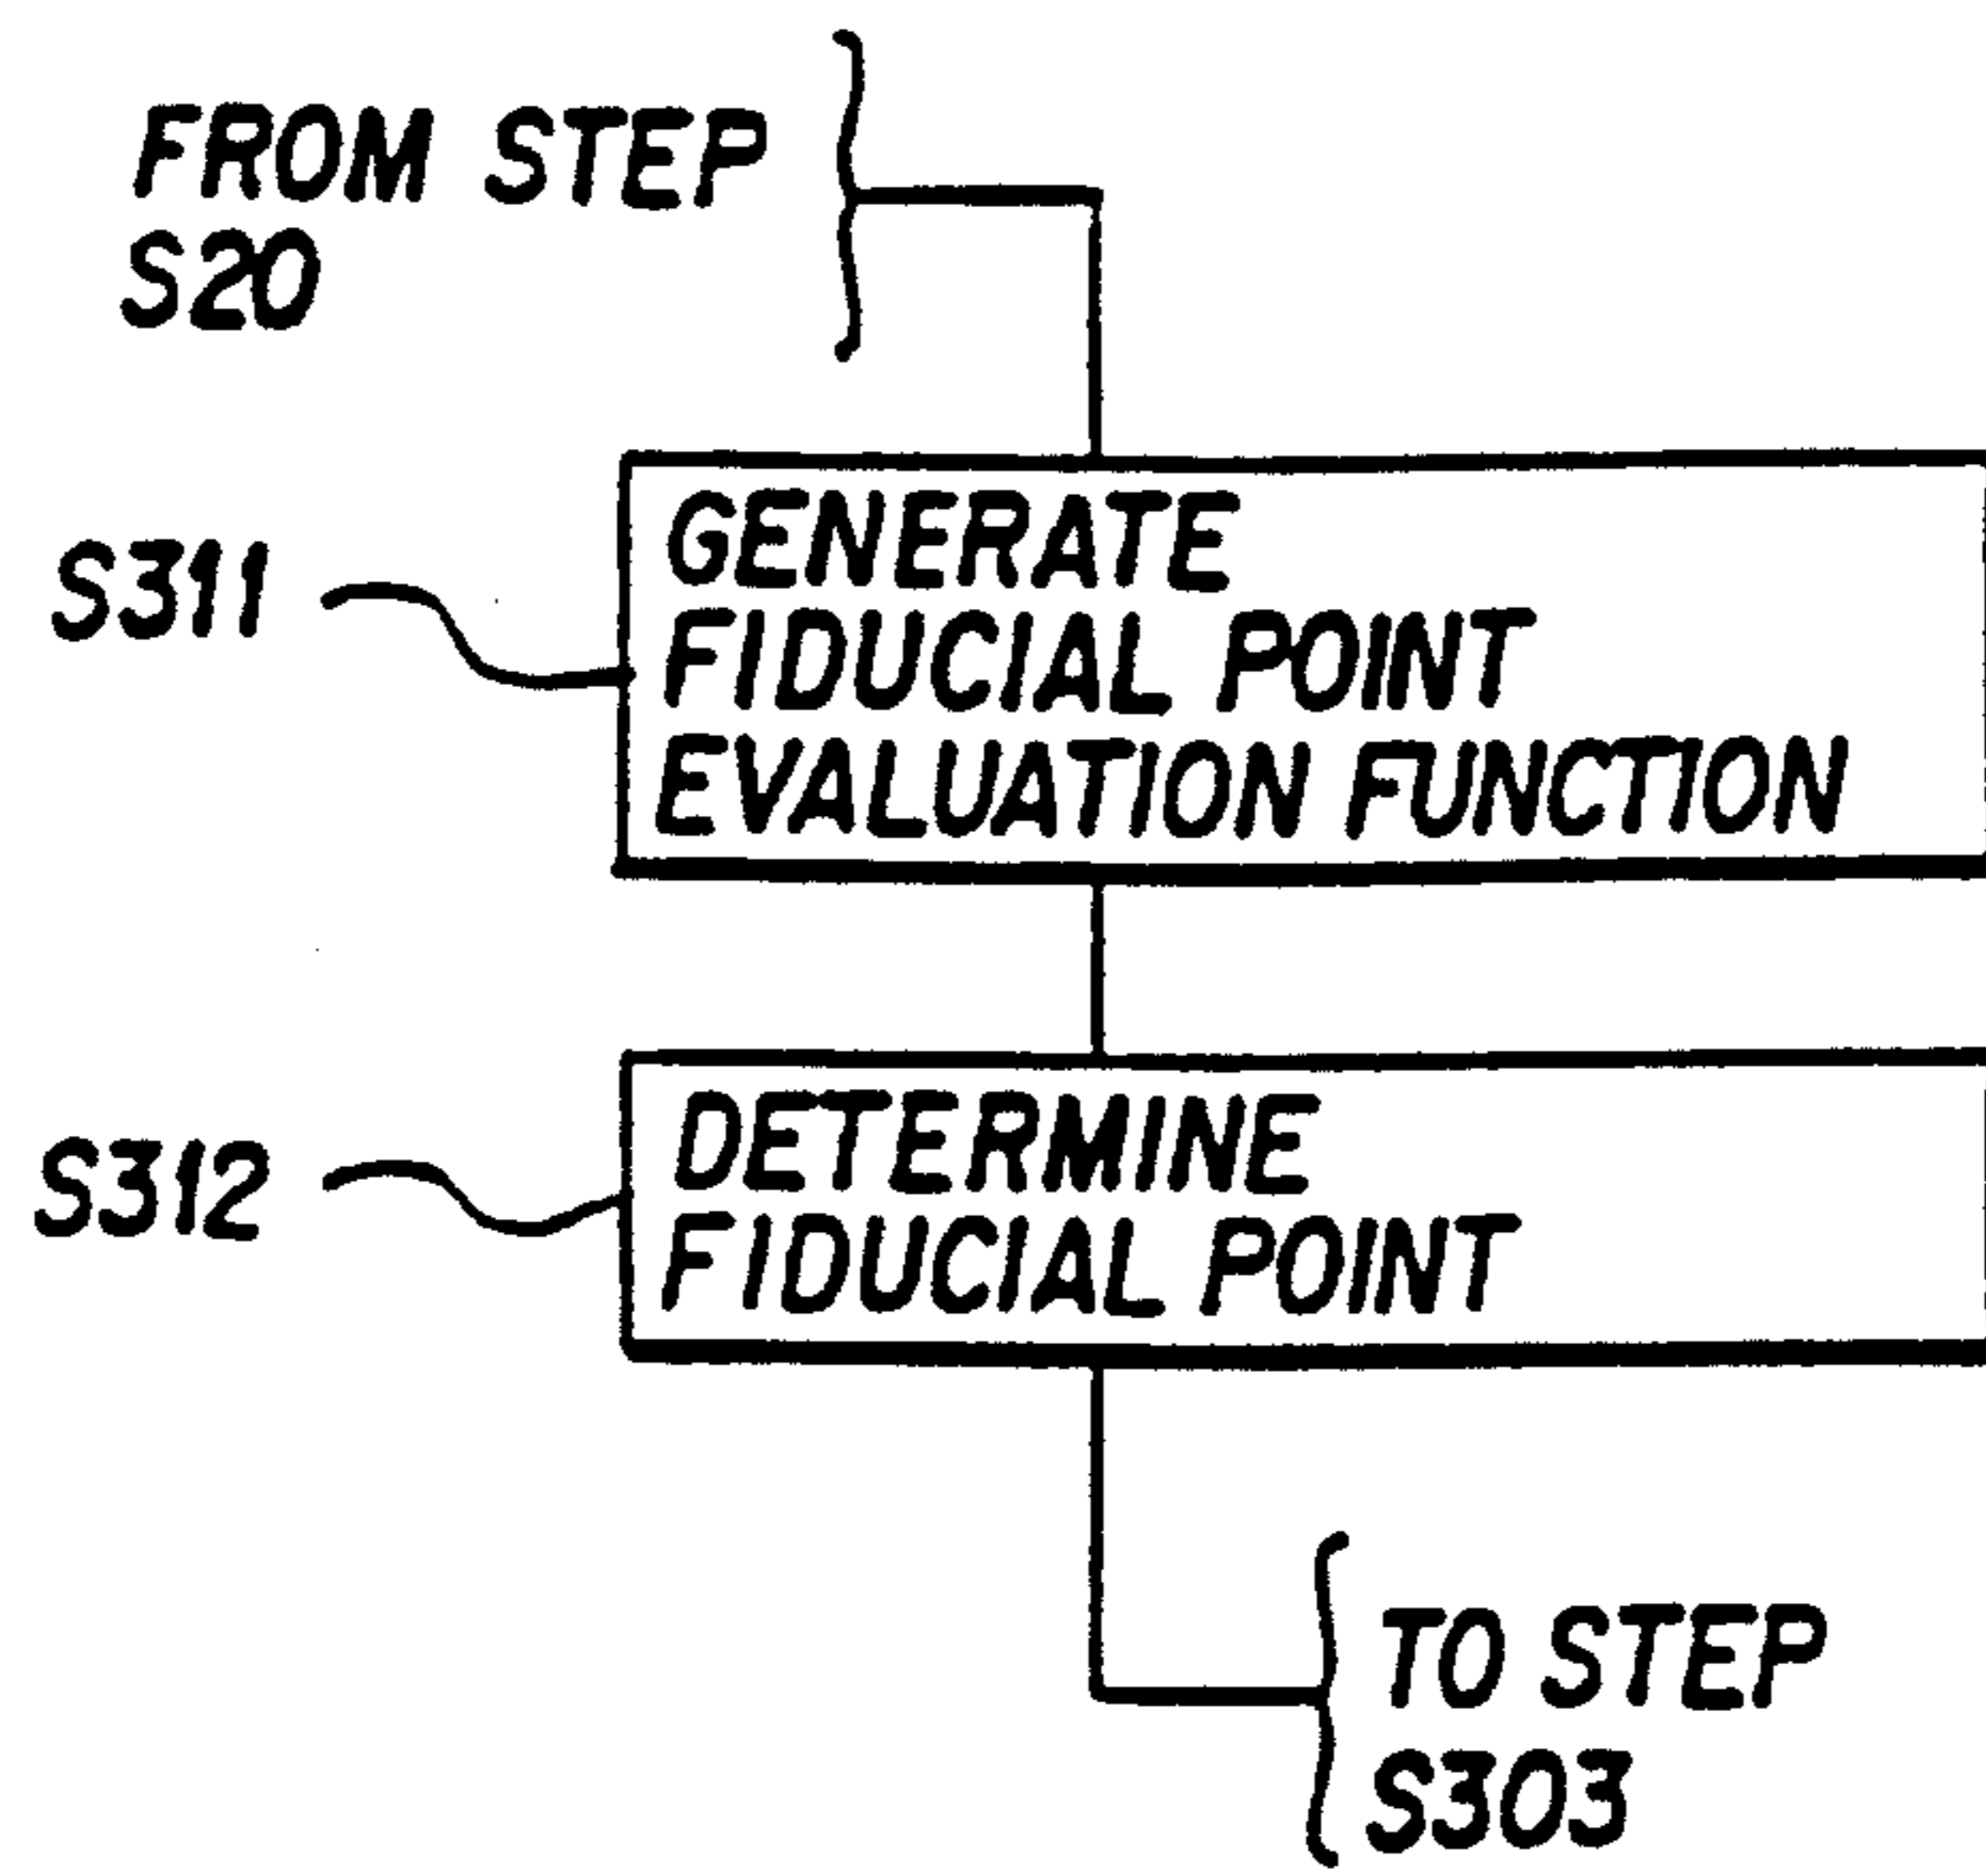 FROM STEP
S20
S311
GENERATE
FIDUCIAL POINT
EVALUATION FUNCTION
S312
DETERMINE
FIDUCIAL POINT
TO STEP
S303